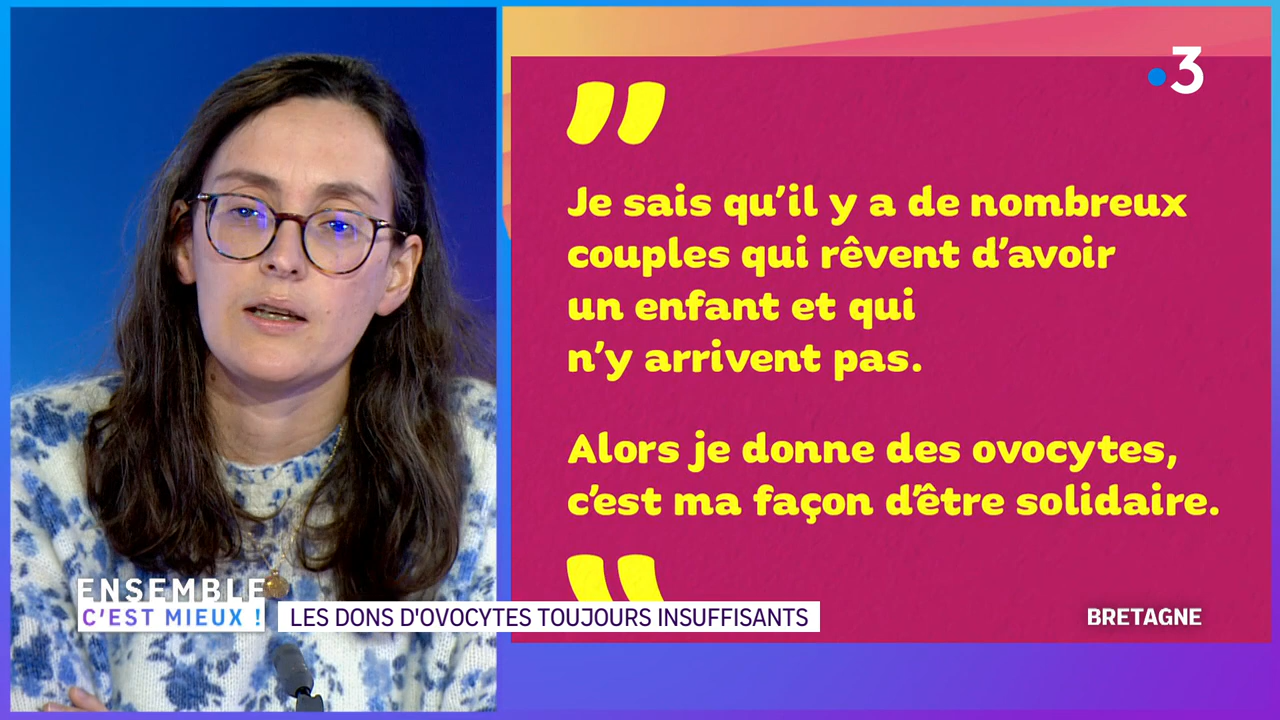 3
Je sais qu’il y a de nombreux
couples qui rêvent d’avoir
un enfant et qui
n’y arrivent pas.
Alors je donne des ovocytes,
c’est ma façon d’être solidaire.
ENSEMBLE
C'EST MIEUX !
LES DONS D'OVOCYTES TOUJOURS INSUFFISANTS
BRETAGNE